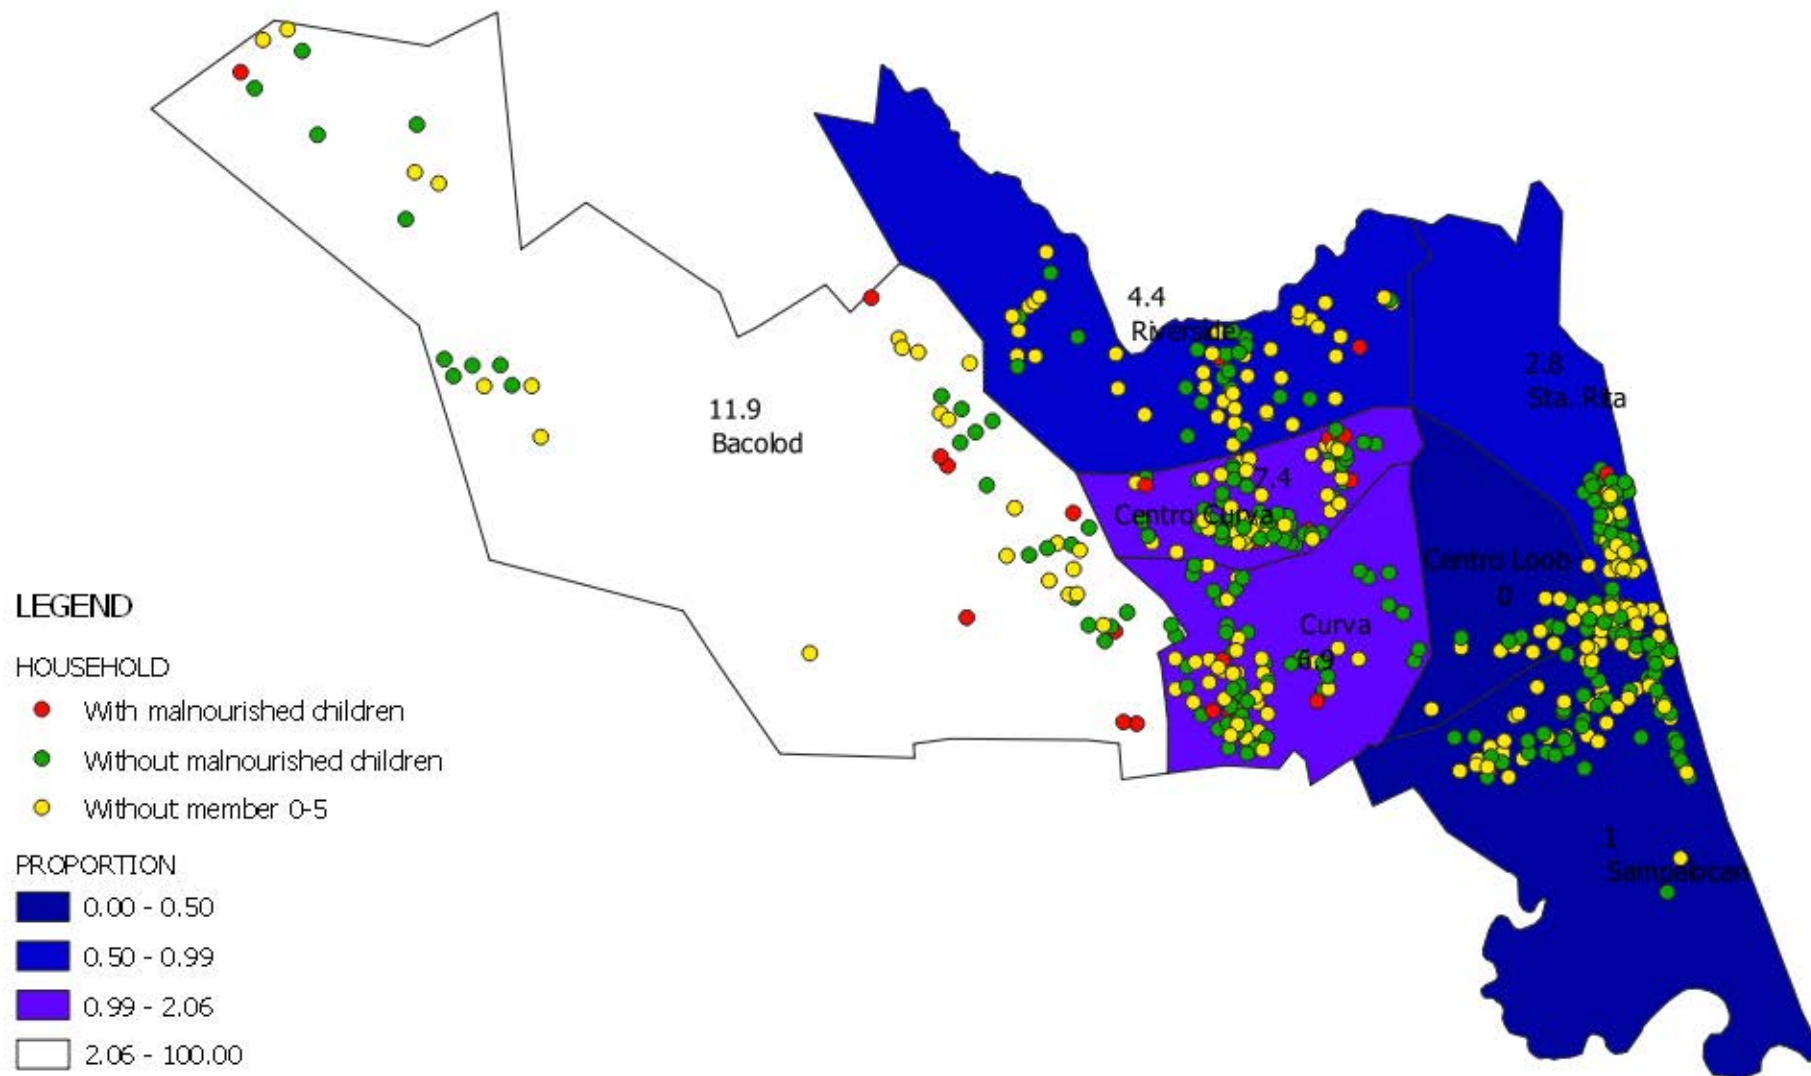 4.4
Riverside
2.8
Sta. Rita
11.9
Bacolod
7.4
Centro Curva
Centro Loob
0
Curva
6.9
1
Sampalocan
LEGEND
HOUSEHOLD
With malnourished children
Without malnourished children
Without member 0-5
PROPORTION
0.00 - 0.50
0.50 - 0.99
0.99 - 2.06
2.06 - 100.00